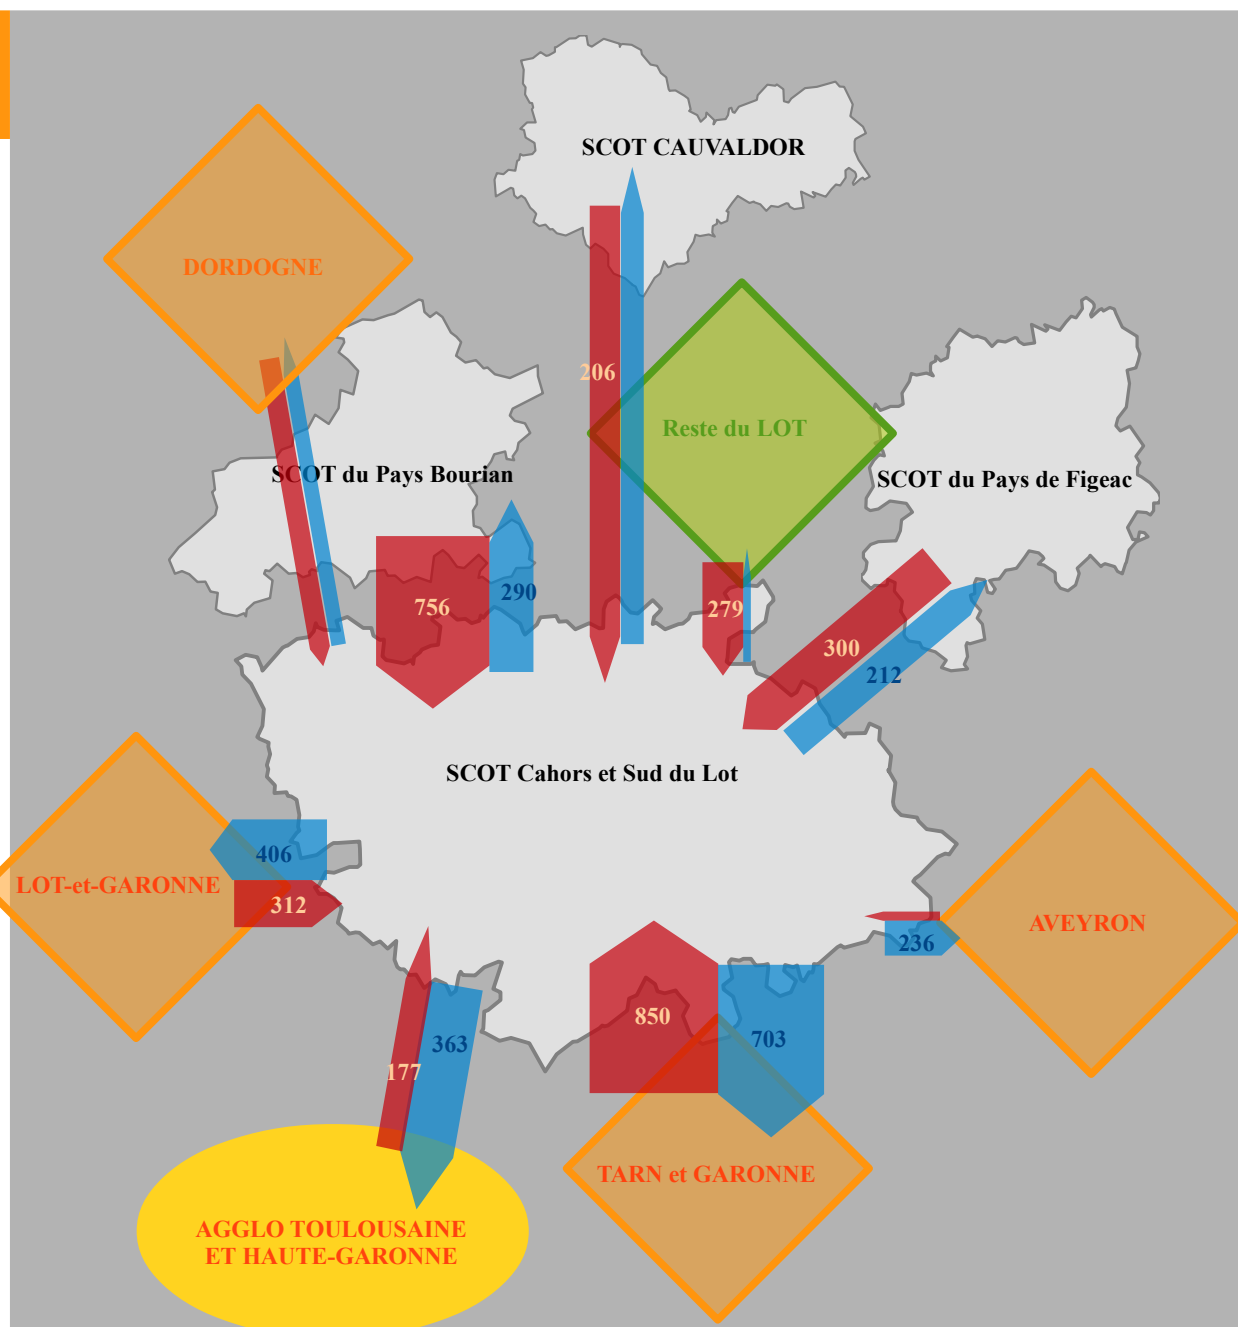 SCOT CAUVALDOR
DORDOGNE
206
Reste du LOT
SCOT du Pays Bourian
SCOT du Pays de Figeac
756
290
279
300
212
SCOT Cahors et Sud du Lot
406
LOT-et-GARONNE
312
AVEYRON
236
850
703
363
177
TARN et GARONNE
AGGLO TOULOUSAINE
ET HAUTE-GARONNE